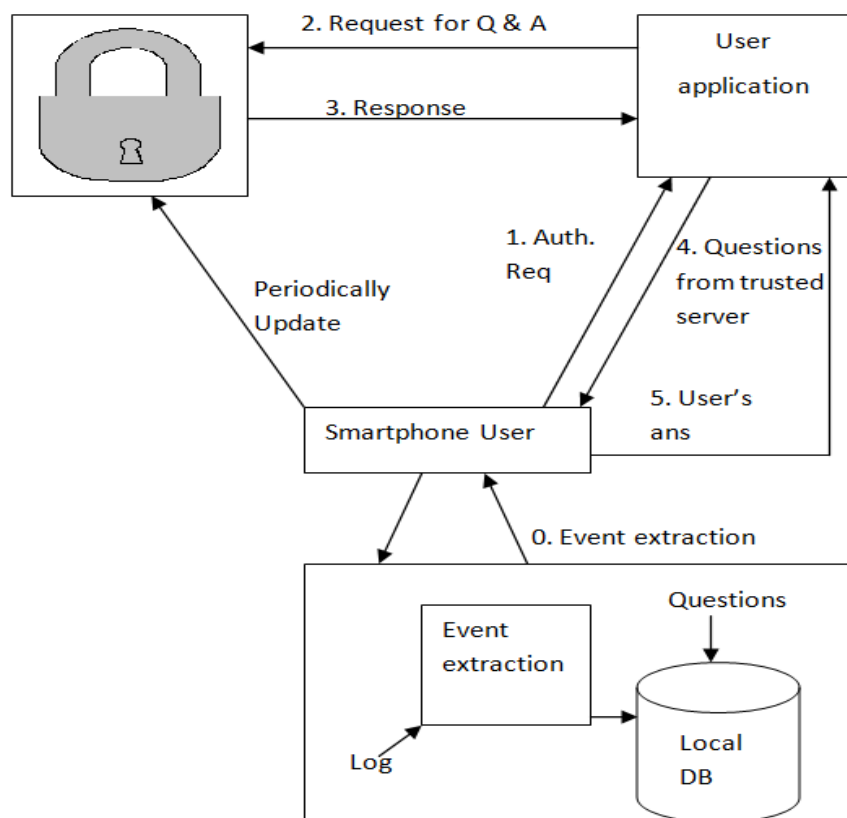 2. Request for Q & A
User
application
3. Response
1. Auth.
Req
4. Questions
from trusted
server
Periodically
Update
5. User's
ans
Smartphone User
0. Event extraction
Questions
Event
extraction
Log
Local
DB